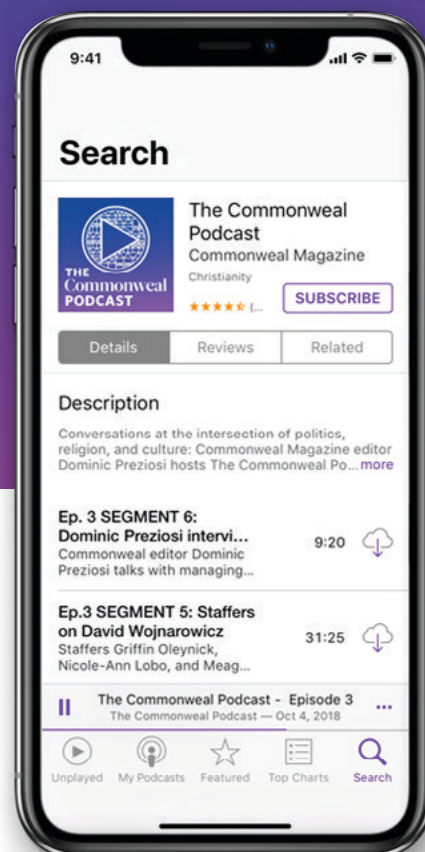 9:41
Search
THE
Commonweal
PODCAST
The Commonweal
Podcast
Commonweal Magazine
Christianity
(...
SUBSCRIBE
Details
Reviews
Related
Description
Conversations at the intersection of politics,
religion, and culture: Commonweal Magazine editor
Dominic Preziosi hosts The Commonweal Po... more
Ep. 3 SEGMENT 6:
Dominic Preziosi intervi...
Commonweal editor Dominic
Preziosi talks with managing...
9:20
Ep.3 SEGMENT 5: Staffers
on David Wojnarowicz
Staffers Griffin Oleynick,
Nicole-Ann Lobo, and Meag...
31:25
The Commonweal Podcast - Episode 3
The Commonweal Podcast — Oct 4, 2018
...
Unplayed
My Podcasts
Featured
Top Charts
Search